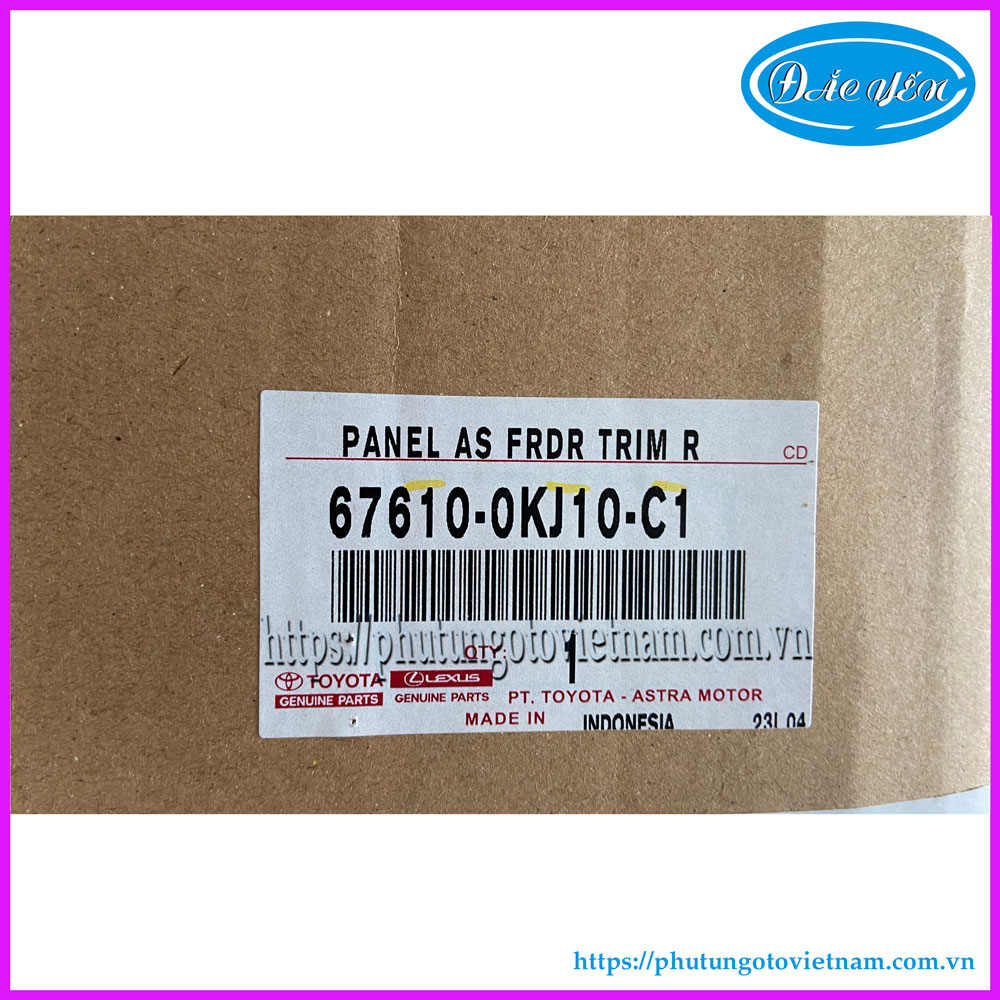 ĐẮC YẾN
PANEL AS FRDR TRIM R
CD
67610-0KJ10-C1
https://phutungotovietnam.com.vn
QTY: 1
TOYOTA LEXUS
GENUINE PARTS GENUINE PARTS PT. TOYOTA - ASTRA MOTOR
MADE IN INDONESIA 23L04
https://phutungotovietnam.com.vn